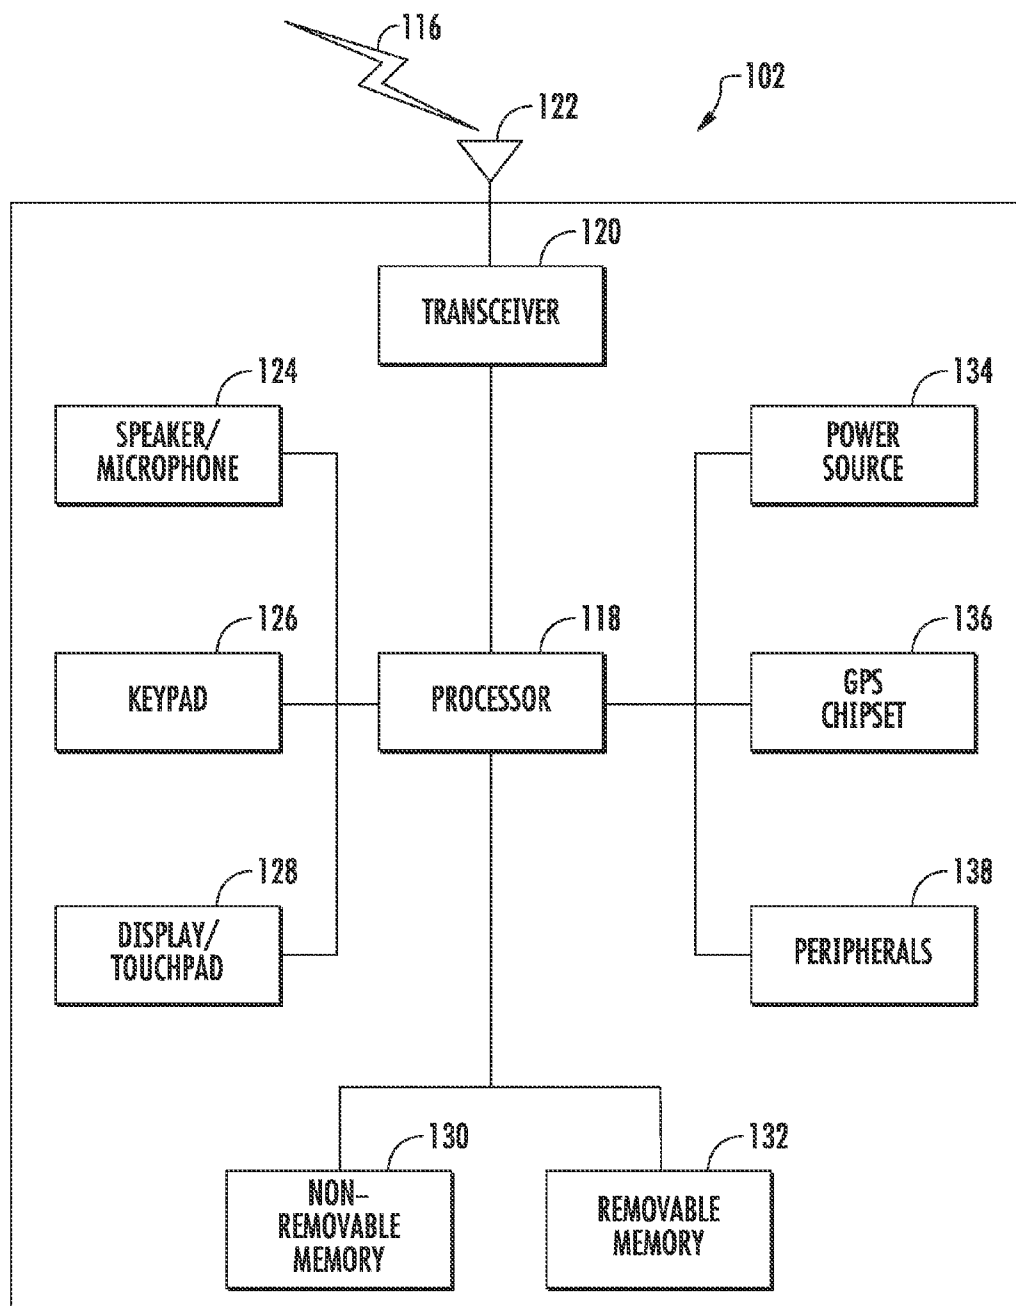 116
102
122
120
TRANSCEIVER
124
SPEAKER/
MICROPHONE
134
POWER
SOURCE
126
KEYPAD
118
PROCESSOR
136
GPS
CHIPSET
128
DISPLAY/
TOUCHPAD
138
PERIPHERALS
130
NON–
REMOVABLE
MEMORY
132
REMOVABLE
MEMORY